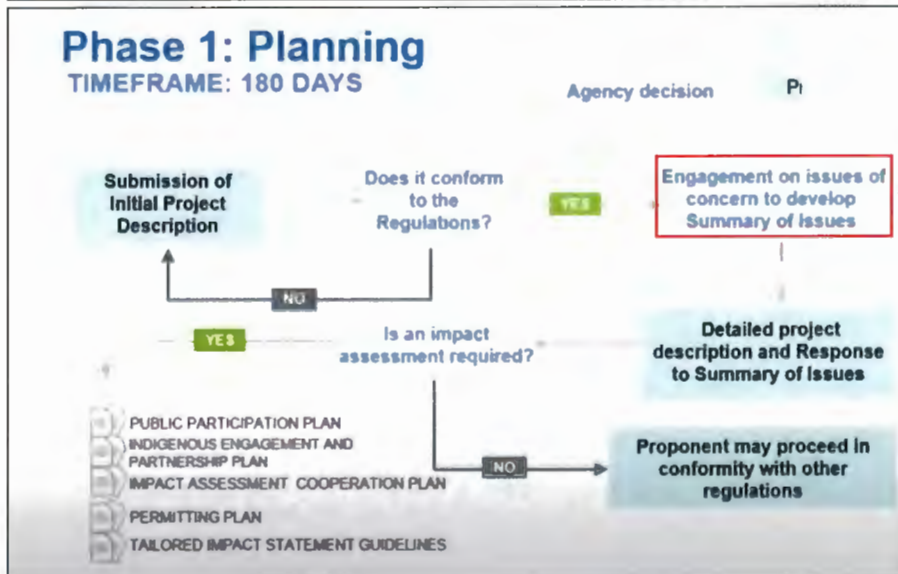 Phase 1: Planning
TIMEFRAME: 180 DAYS
Agency decision
Submission of
Initial Project
Description
Does it conform
to the
Regulations?
YES
Engagement on issues of
concern to develop
Summary of Issues
NO
YES
Is an impact
assessment required?
Detailed project
description and Response
to Summary of Issues
PUBLIC PARTICIPATION PLAN
INDIGENOUS ENGAGEMENT AND
PARTNERSHIP PLAN
IMPACT ASSESSMENT COOPERATION PLAN
PERMITTING PLAN
TAILORED IMPACT STATEMENT GUIDELINES
NO
Proponent may proceed in
conformity with other
regulations